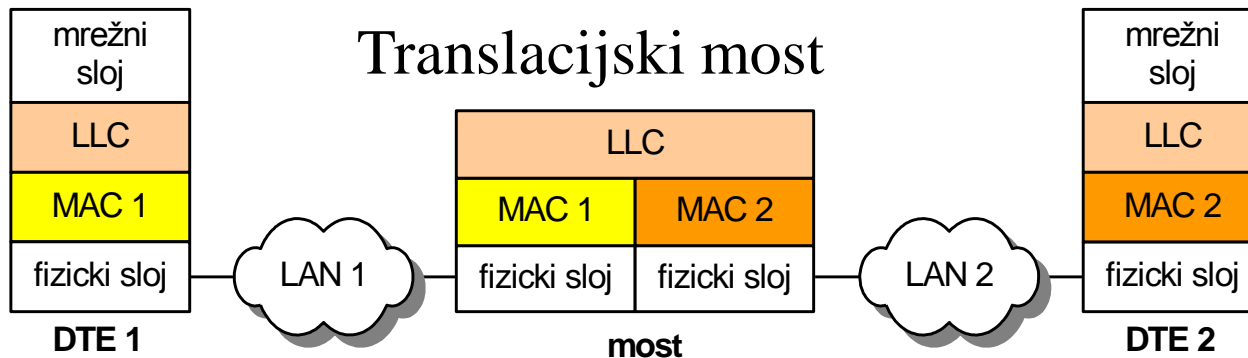 Translacijski most
mrežni
sloj
LLC
MAC 1
fizicki sloj
DTE 1
LAN 1
LLC
MAC 1
MAC 2
fizicki sloj
fizicki sloj
most
LAN 2
mrežni
sloj
LLC
MAC 2
fizicki sloj
DTE 2